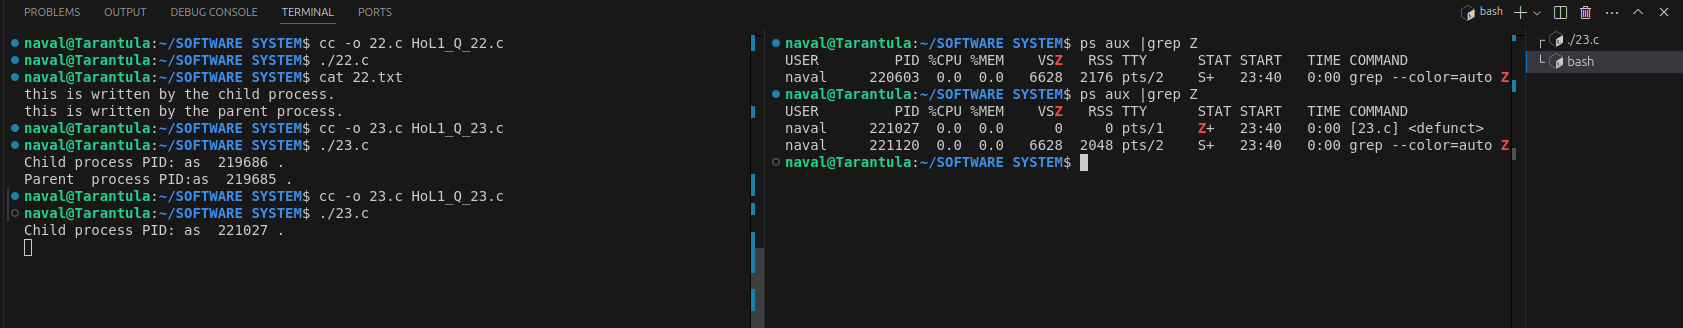 PROBLEMS OUTPUT DEBUG CONSOLE TERMINAL PORTS bash
naval@Tarantula:~/SOFTWARE SYSTEM$ cc -o 22.c HoL1_Q_22.c
naval@Tarantula:~/SOFTWARE SYSTEM$ ./22.c
naval@Tarantula:~/SOFTWARE SYSTEM$ cat 22.txt
this is written by the child process.
this is written by the parent process.
naval@Tarantula:~/SOFTWARE SYSTEM$ cc -o 23.c HoL1_Q_23.c
naval@Tarantula:~/SOFTWARE SYSTEM$ ./23.c
Child process PID: as  219686 .
Parent  process PID:as  219685 .
naval@Tarantula:~/SOFTWARE SYSTEM$ cc -o 23.c HoL1_Q_23.c
naval@Tarantula:~/SOFTWARE SYSTEM$ ./23.c
Child process PID: as  221027 .
naval@Tarantula:~/SOFTWARE SYSTEM$ ps aux |grep Z
USER         PID %CPU %MEM    VSZ   RSS TTY      STAT START   TIME COMMAND
naval     220603  0.0  0.0   6628  2176 pts/2    S+   23:40   0:00 grep --color=auto Z
naval@Tarantula:~/SOFTWARE SYSTEM$ ps aux |grep Z
USER         PID %CPU %MEM    VSZ   RSS TTY      STAT START   TIME COMMAND
naval     221027  0.0  0.0      0     0 pts/1    Z+   23:40   0:00 [23.c] <defunct>
naval     221120  0.0  0.0   6628  2048 pts/2    S+   23:40   0:00 grep --color=auto Z
naval@Tarantula:~/SOFTWARE SYSTEM$
./23.c
bash